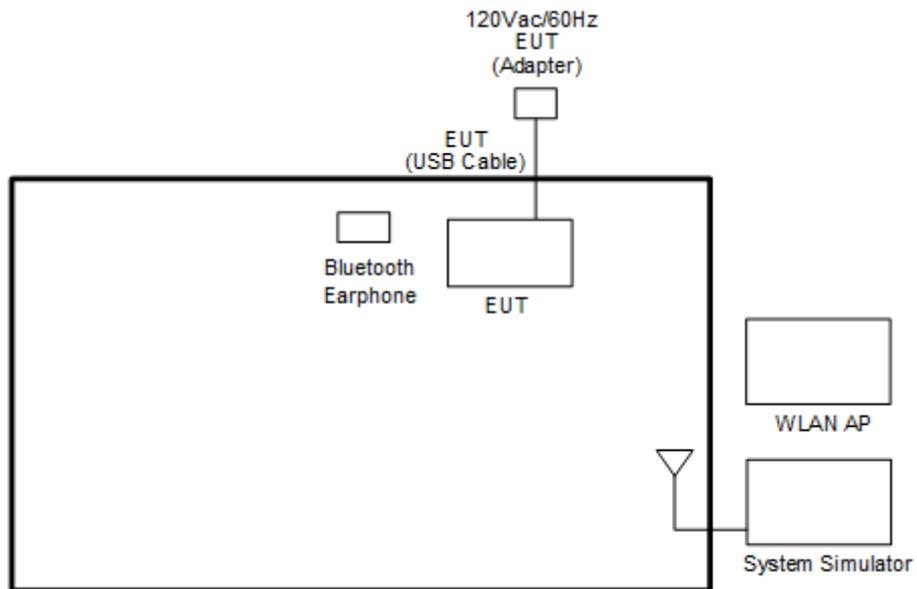 120Vac/60Hz
EUT
(Adapter)
EUT
(USB Cable)
Bluetooth
Earphone
EUT
WLAN AP
System Simulator